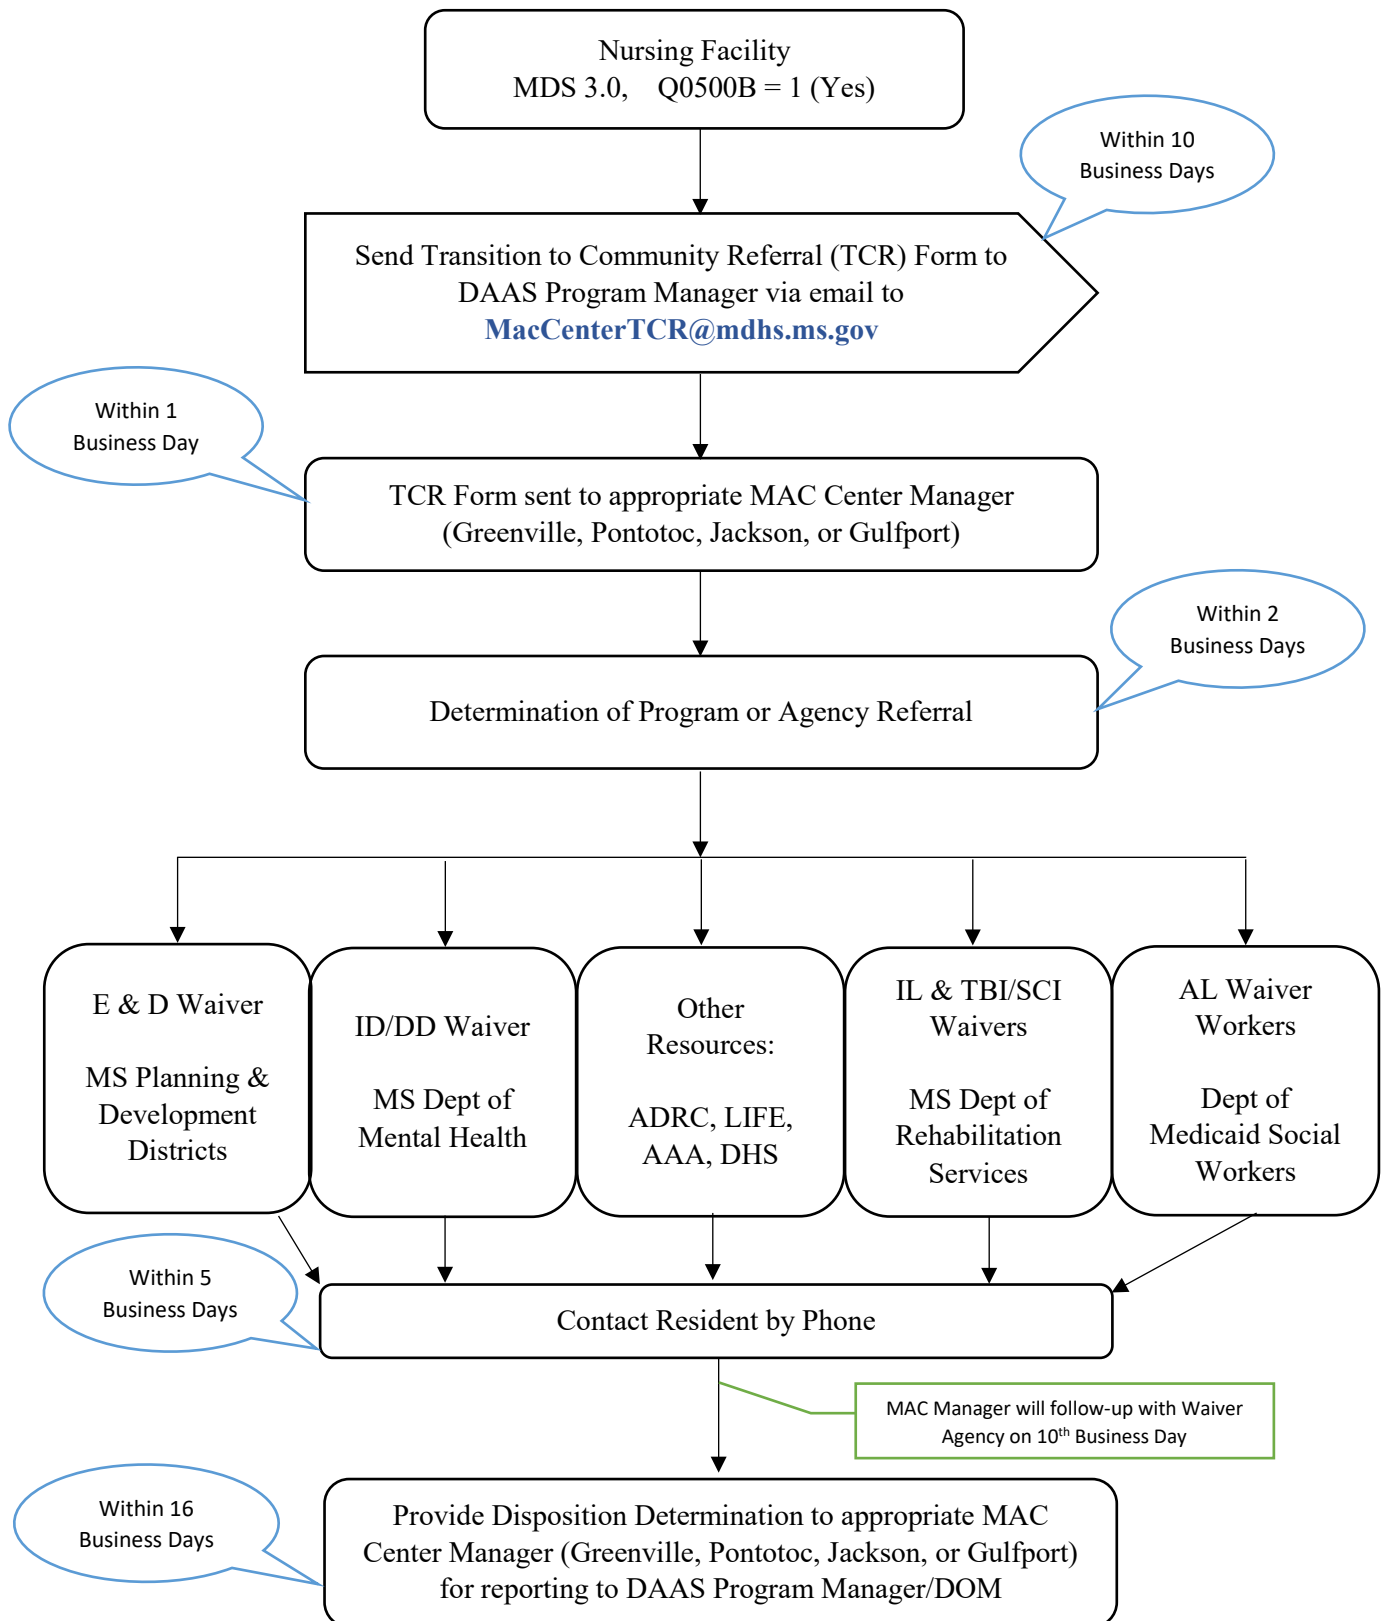 Nursing Facility
MDS 3.0, Q0500B = 1 (Yes)
Within 10
Business Days
Send Transition to Community Referral (TCR) Form to
DAAS Program Manager via email to
MacCenterTCR@mdhs.ms.gov
Within 1
Business Day
TCR Form sent to appropriate MAC Center Manager
(Greenville, Pontotoc, Jackson, or Gulfport)
Within 2
Business Days
Determination of Program or Agency Referral
E & D Waiver
MS Planning &
Development
Districts
ID/DD Waiver
MS Dept of
Mental Health
Other
Resources:
ADRC, LIFE,
AAA, DHS
IL & TBI/SCI
Waivers
MS Dept of
Rehabilitation
Services
AL Waiver
Workers
Dept of
Medicaid Social
Workers
Within 5
Business Days
Contact Resident by Phone
MAC Manager will follow-up with Waiver
Agency on 10th Business Day
Within 16
Business Days
Provide Disposition Determination to appropriate MAC
Center Manager (Greenville, Pontotoc, Jackson, or Gulfport)
for reporting to DAAS Program Manager/DOM